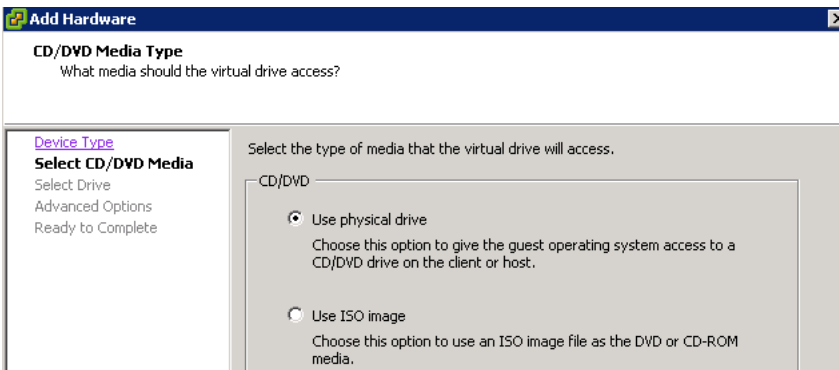 Add Hardware
CD/DVD Media Type
What media should the virtual drive access?
Device Type
Select CD/DVD Media
Select Drive
Advanced Options
Ready to Complete
Select the type of media that the virtual drive will access.
CD/DVD
Use physical drive
Choose this option to give the guest operating system access to a
CD/DVD drive on the client or host.
Use ISO image
Choose this option to use an ISO image file as the DVD or CD-ROM
media.